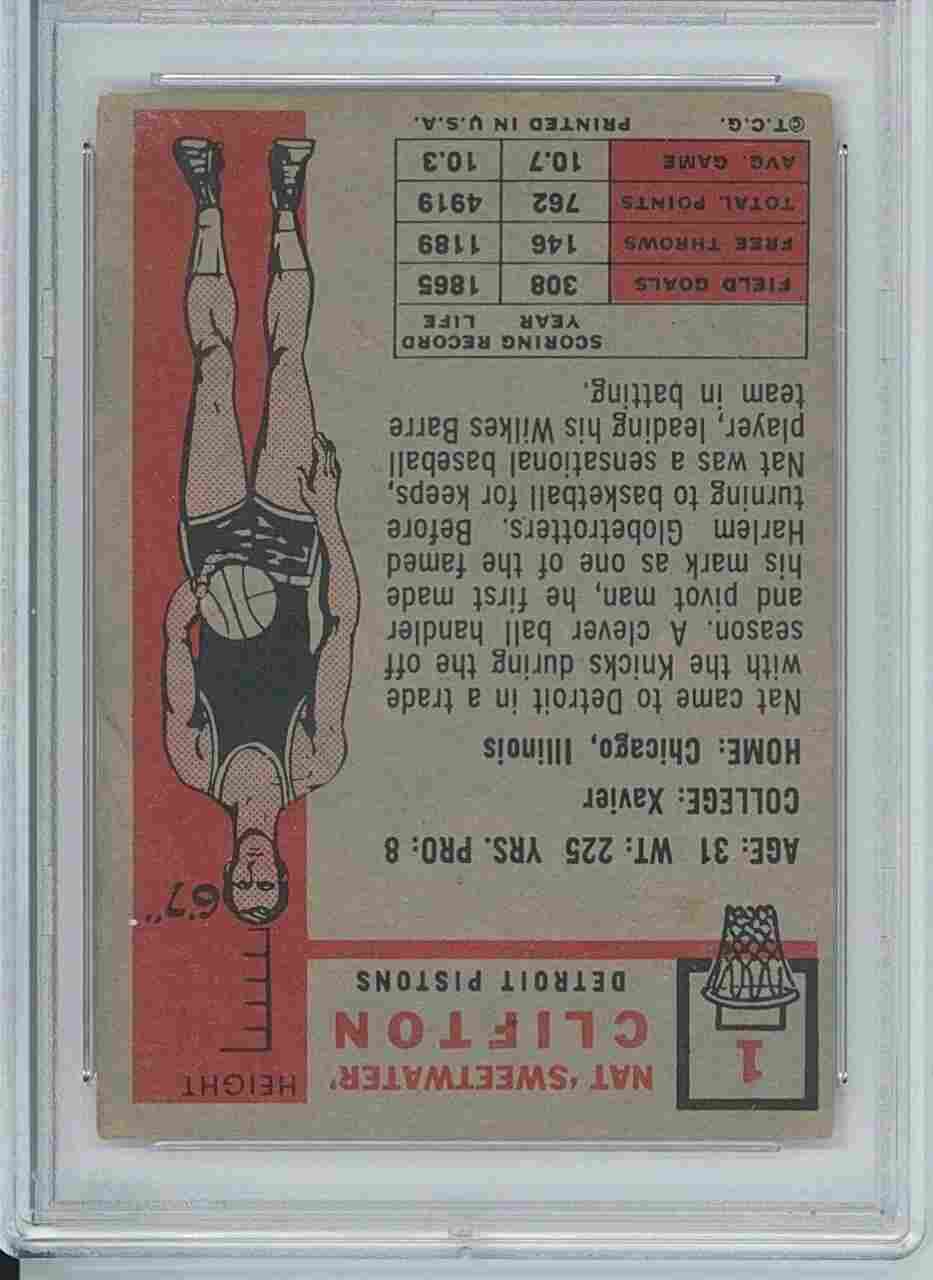 1
NAT 'SWEETWATER'
CLIFTON
DETROIT PISTONS
HEIGHT
6'7"
AGE: 31 WT: 225 YRS. PRO: 8
COLLEGE: Xavier
HOME: Chicago, Illinois
Nat came to Detroit in a trade
with the Knicks during the off
season. A clever ball handler
and pivot man, he first made
his mark as one of the famed
Harlem Globetrotters. Before
turning to basketball for keeps,
Nat was a sensational baseball
player, leading his Wilkes Barre
team in batting.
SCORING RECORD
YEAR LIFE
FIELD GOALS 308 1865
FREE THROWS 146 1189
TOTAL POINTS 762 4919
AVG. GAME 10.7 10.3
©T.C.G. PRINTED IN U.S.A.